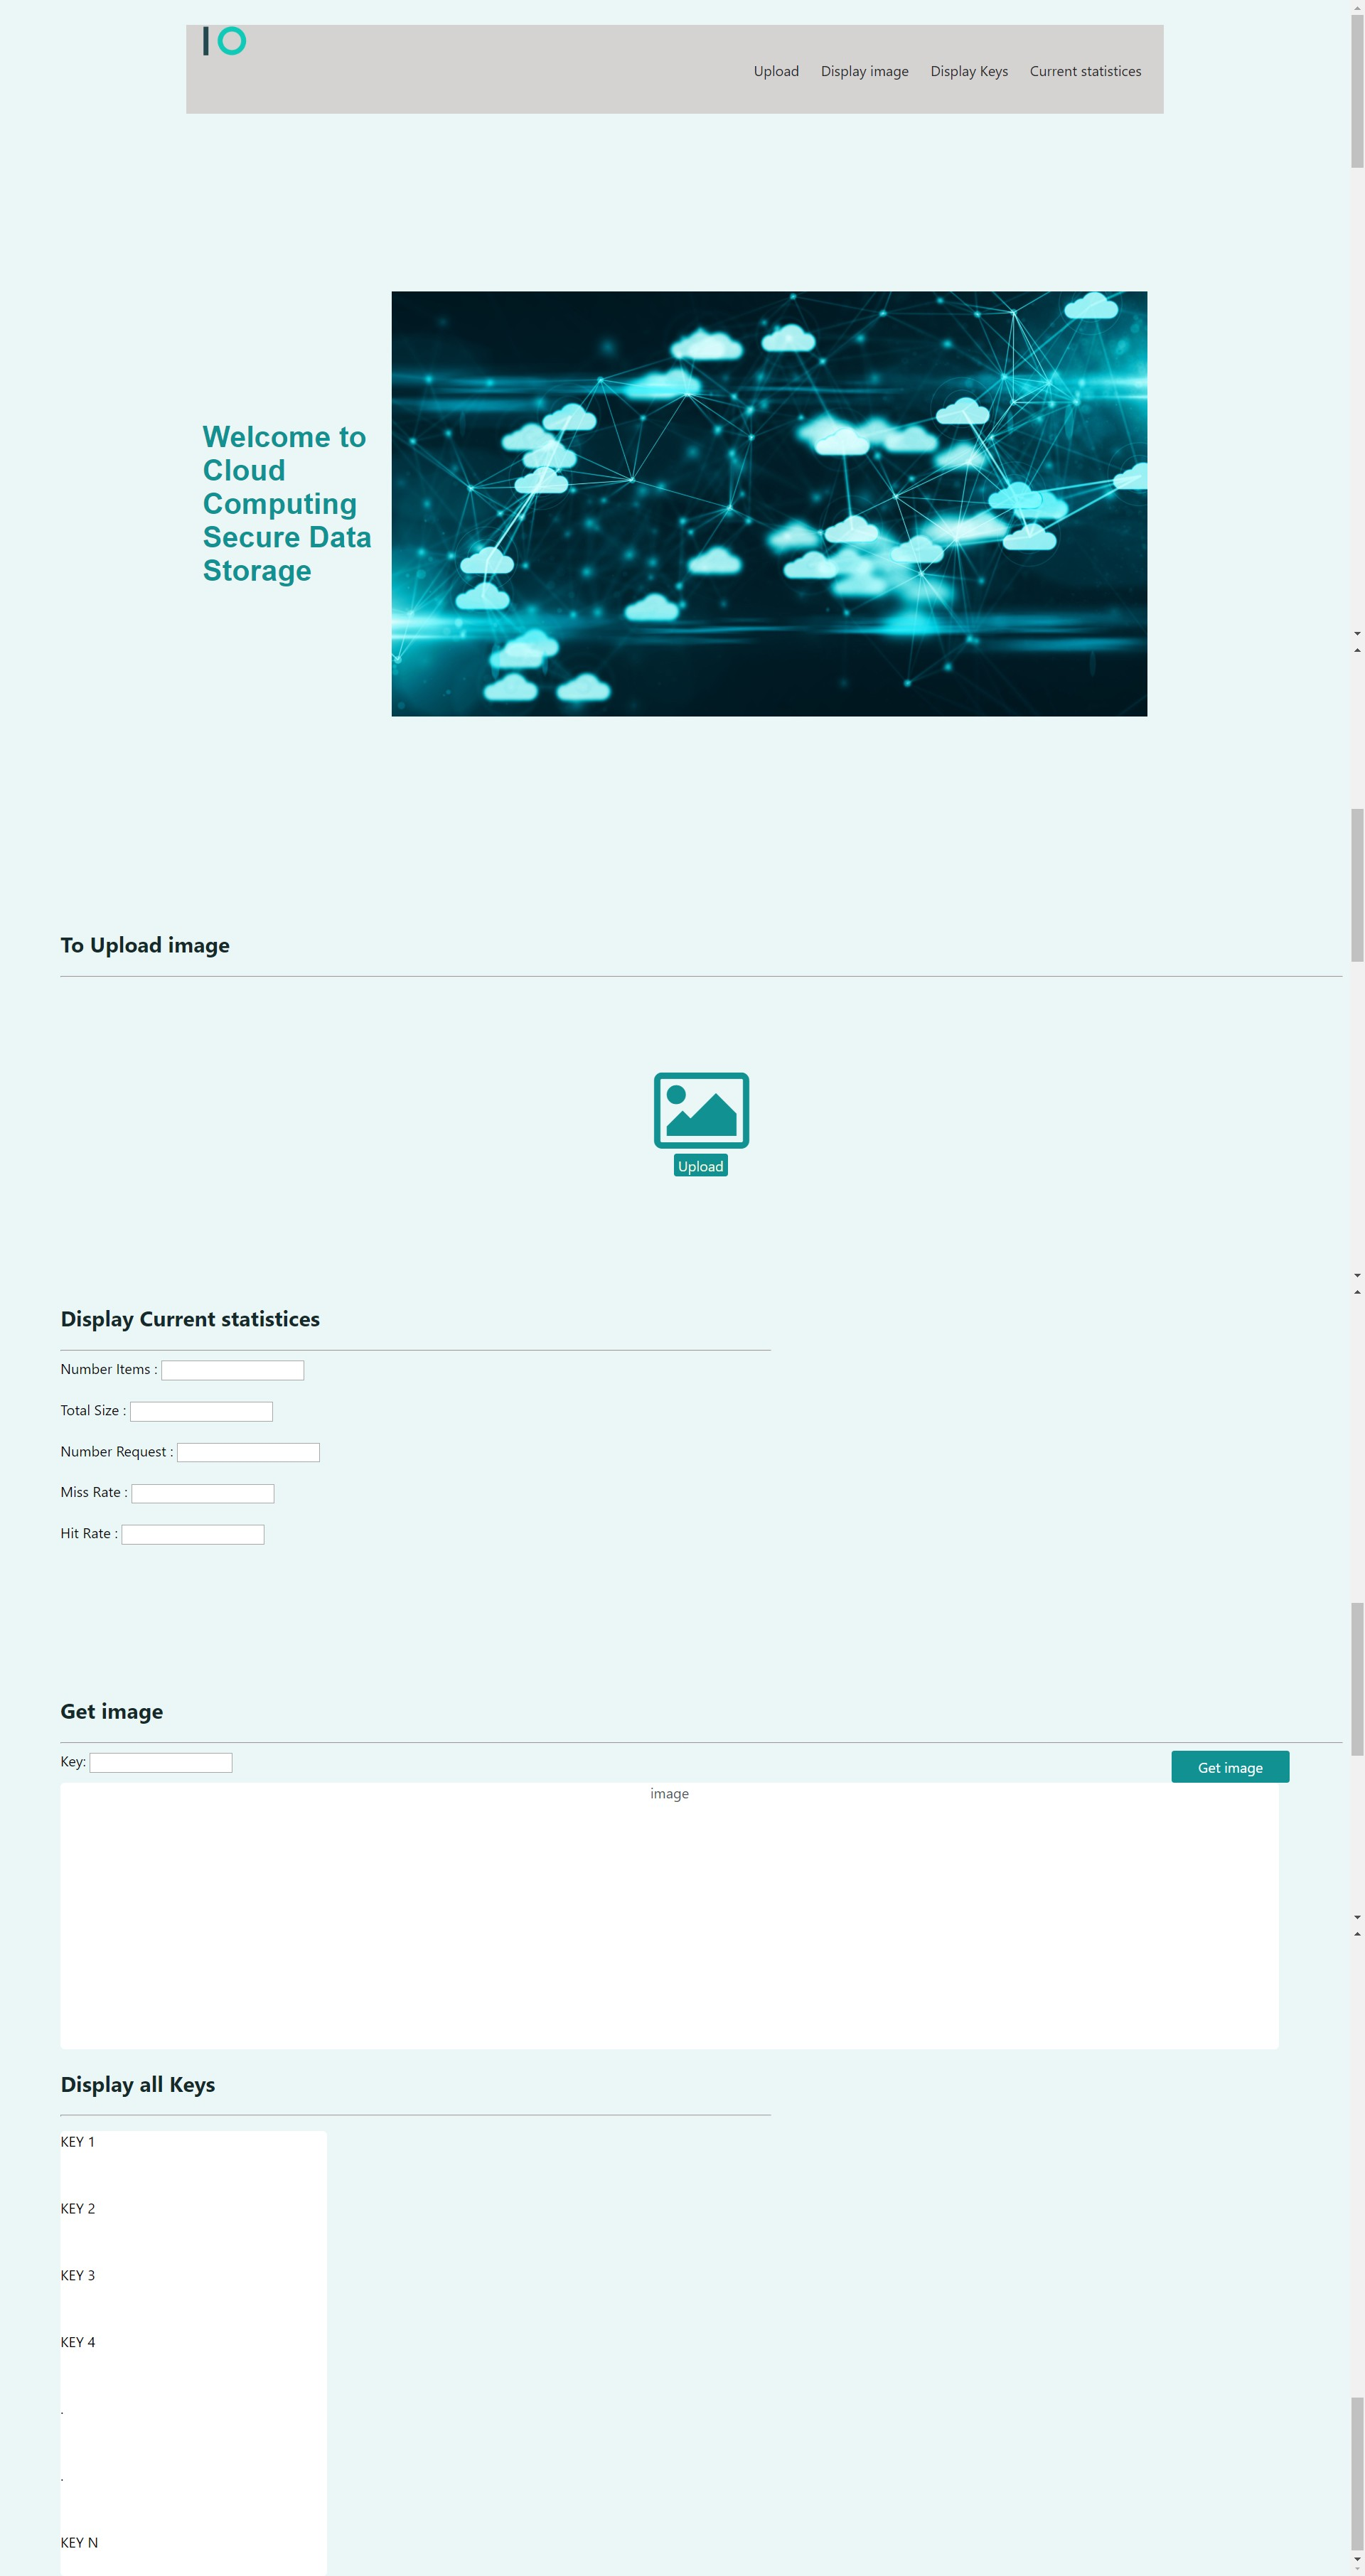 IO
Upload Display image Display Keys Current statistices
Welcome to
Cloud
Computing
Secure Data
Storage
To Upload image
Upload
Display Current statistices
Number Items :
Total Size :
Number Request :
Miss Rate :
Hit Rate :
Get image
Key:
Get image
image
Display all Keys
KEY 1
KEY 2
KEY 3
KEY 4
.
.
KEY N